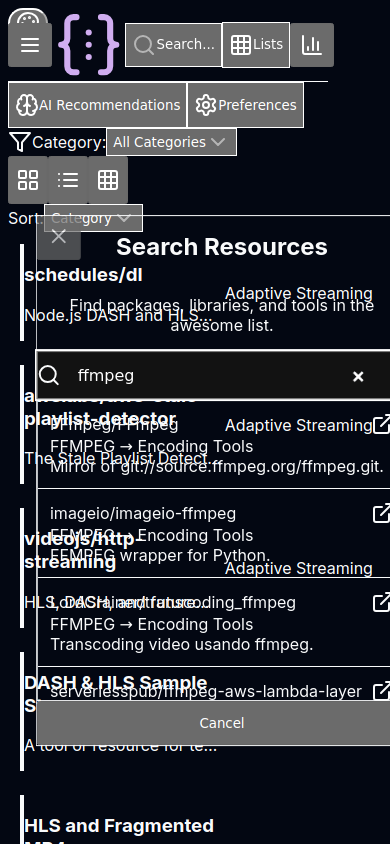 {:}
Search...
Lists
AI Recommendations
Preferences
Category:
All Categories
Sort:
Category
Search Resources
schedules/dl
Adaptive Streaming
Find packages, libraries, and tools in the
awesome list.
Node.js DASH and HLS...
ffmpeg
×
playlist-detector
FFmpeg/FFmpeg
Adaptive Streaming
FFMPEG → Encoding Tools
The Stale Playlist Detect...
Mirror of git://source.ffmpeg.org/ffmpeg.git.
imageio/imageio-ffmpeg
videojs/http-
streaming
FFMPEG → Encoding Tools
FFMPEG wrapper for Python.
Adaptive Streaming
HLS, DASH, and future...
FFMPEG → Encoding Tools
Transcoding video usando ffmpeg.
DASH & HLS Sample
serverlesspub/ffmpeg-aws-lambda-layer
Cancel
A tool or resource for te...
HLS and Fragmented
MP4